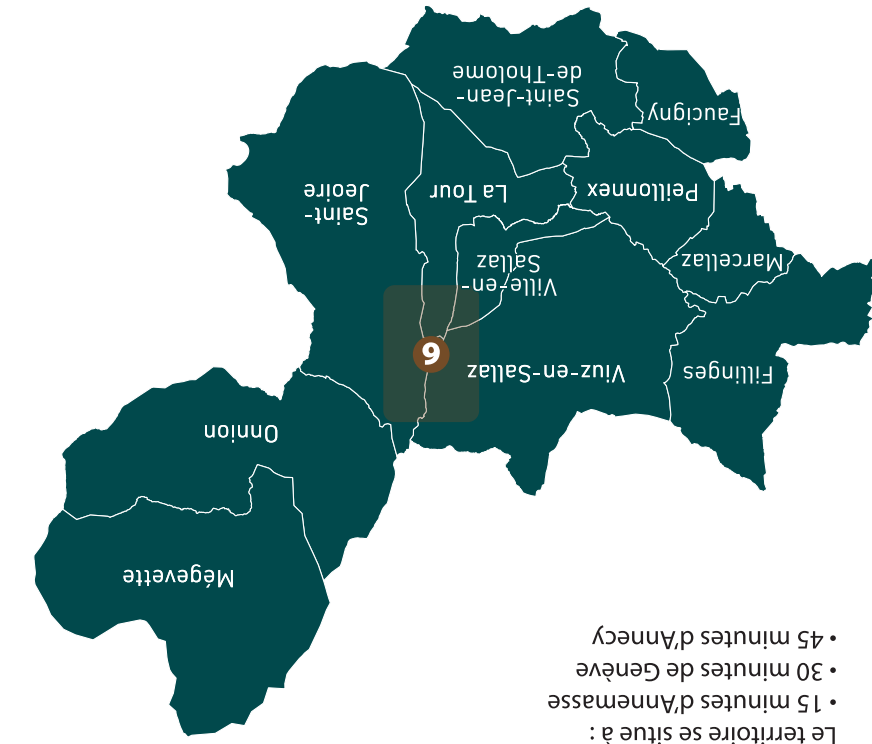 Le territoire se situe à :
• 15 minutes d'Annemasse
• 30 minutes de Genève
• 45 minutes d'Annecy
Mégevette
Onnion
Fillinges
Viuz-en-Sallaz
6
Ville-en-
Sallaz
Marcellaz
Peillonnex
La Tour
Saint-
Jeoire
Faucigny
Saint-Jean-
de-Tholome